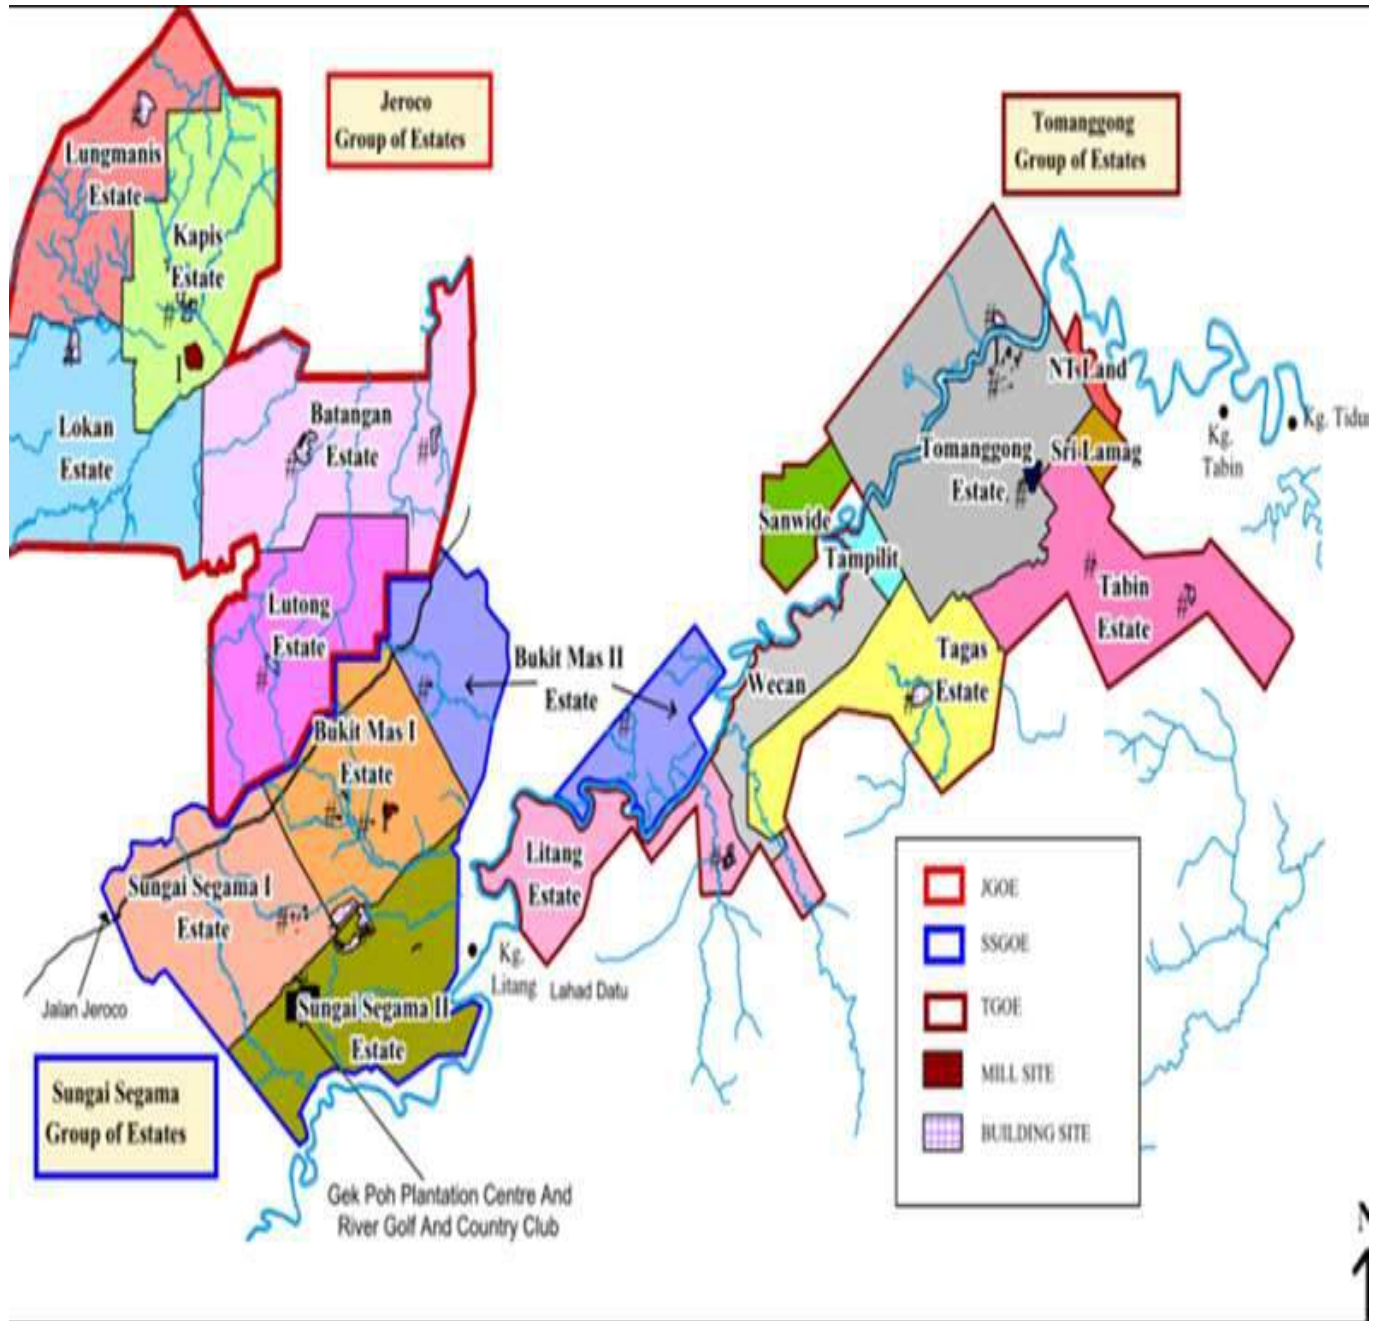 Jeroco
Group of Estates
Tomanggong
Group of Estates
Lungmanis
Estate
Kapis
Estate
Lokan
Estate
Batangan
Estate
Lutong
Estate
NT Land
Kg.
Tabin
Tomanggong
Estate
Sri Lamag
Sanwide
Tampilit
Tabin
Estate
Tagas
Estate
Wecan
Bukit Mas II
Estate
Bukit Mas I
Estate
Litang
Estate
Sungai Segama I
Estate
Kg.
Litang
Lahad Datu
Jalan Jeroco
Sungai Segama II
Estate
Sungai Segama
Group of Estates
Gek Poh Plantation Centre And
River Golf And Country Club
JGOE
SSGOE
TGOE
MILL SITE
BUILDING SITE